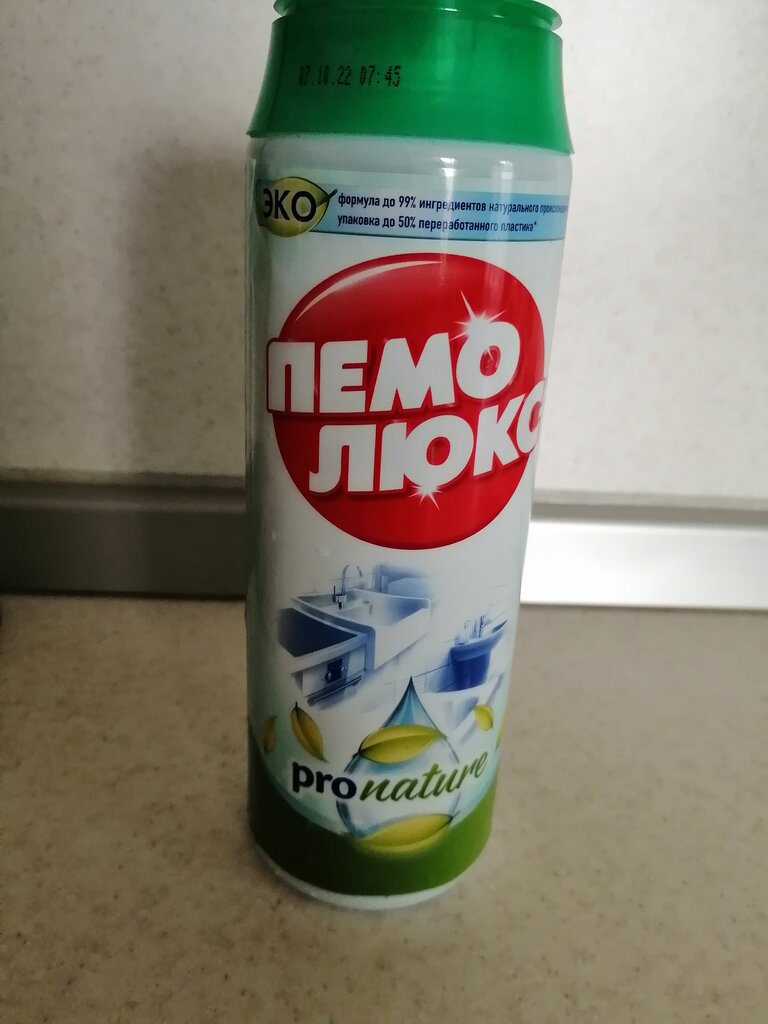 07.10.22 07:45
ЭКО
формула до 99% ингредиентов натурального
упаковка до 50% переработанного пластика*
ПЕМО
ЛЮКС
pronature